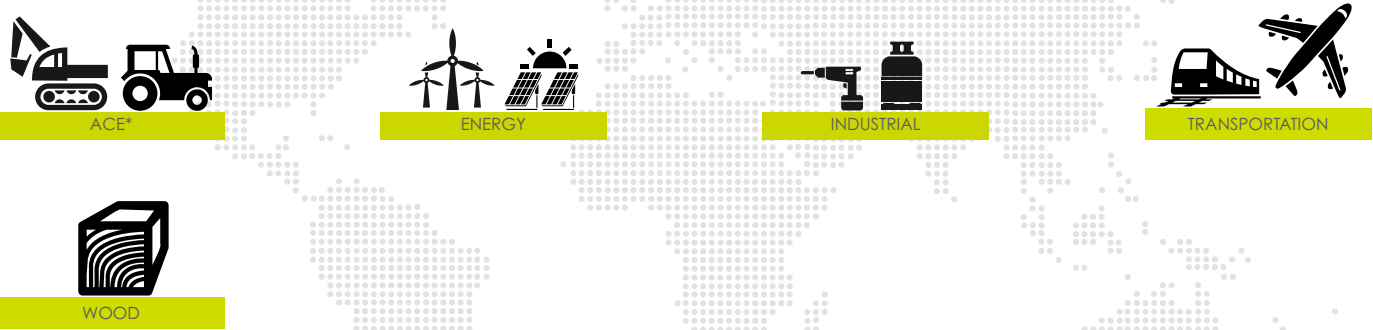 ACE*
ENERGY
INDUSTRIAL
TRANSPORTATION
WOOD